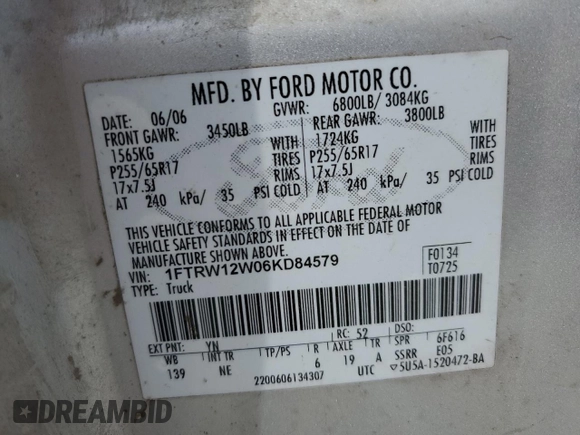 MFD. BY FORD MOTOR CO.
DATE: 06/06 GVWR: 6800LB/ 3084KG
FRONT GAWR: 3450LB REAR GAWR: 3800LB
1565KG WITH 1724KG WITH
P255/65R17 TIRES P255/65R17 TIRES
17x7.5J RIMS 17x7.5J RIMS
AT 240 kPa/ 35 PSI COLD AT 240 kPa/ 35 PSI COLD
THIS VEHICLE CONFORMS TO ALL APPLICABLE FEDERAL MOTOR
VEHICLE SAFETY STANDARDS IN EFFECT ON THE DATE OF
MANUFACTURE SHOWN ABOVE.
VIN: 1FTRW12W06KD84579
TYPE: Truck
F0134
T0725
EXT PNT: YN RC: 52 DSO:
WB INT TR TP/PS R AXLE TR SPR 6F616
139 NE 6 19 A SSRR E05
2200606134307 UTC ▽5U5A-1520472-BA
Ford
DREAMBID